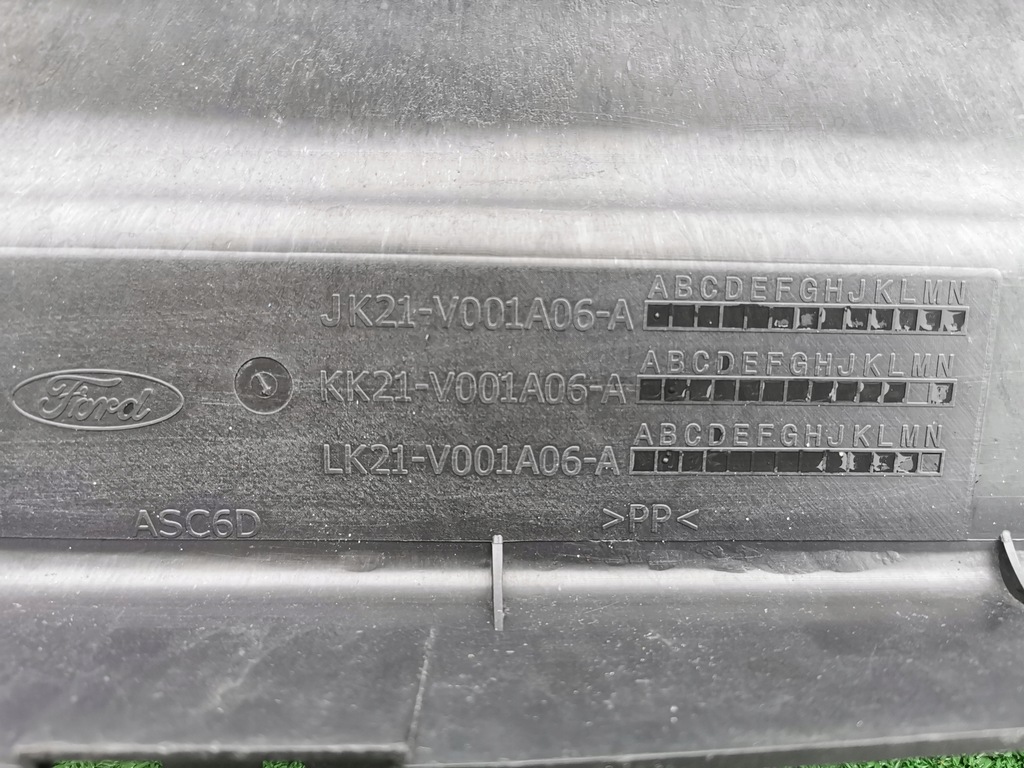 ABCDEFGHJKLMN
JK21-V001A06-A
ABCDEFGHJKLMN
Ford
KK21-V001A06-A
ABCDEFGHJKLMN
LK21-V001A06-A
ASC6D
>PP<